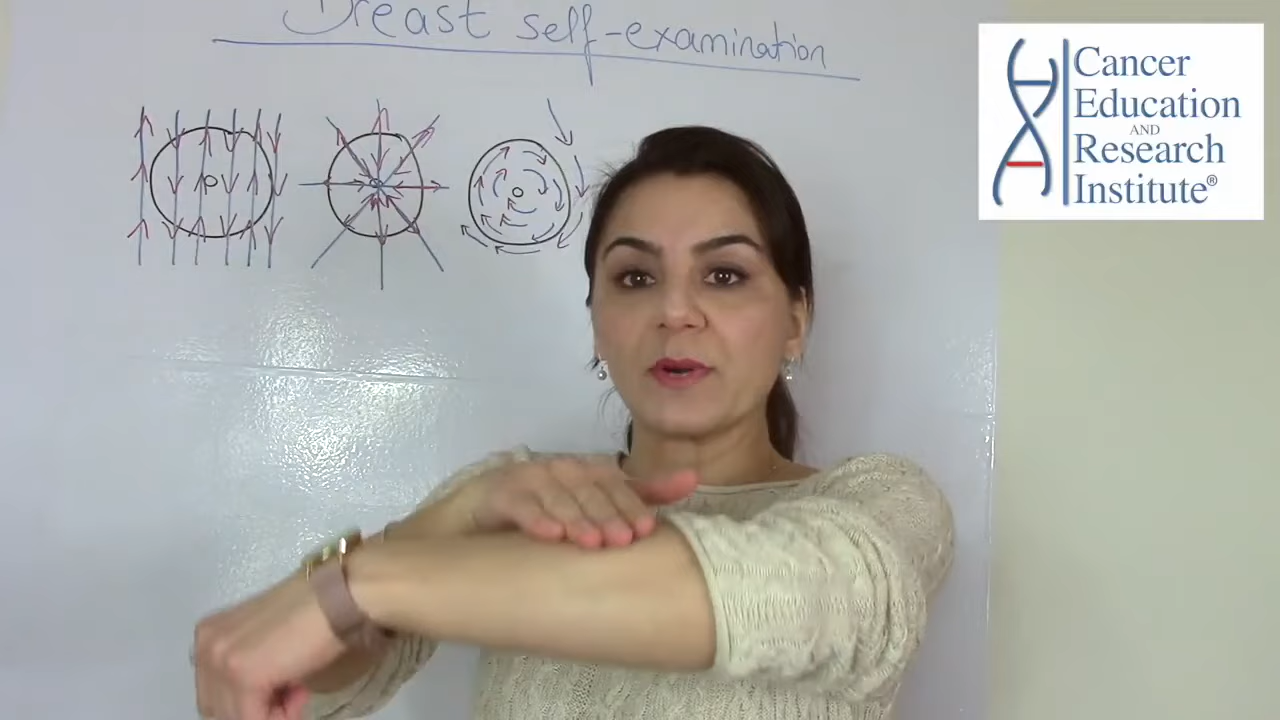 Breast self-examination
Cancer
Education
AND
Research
Institute®